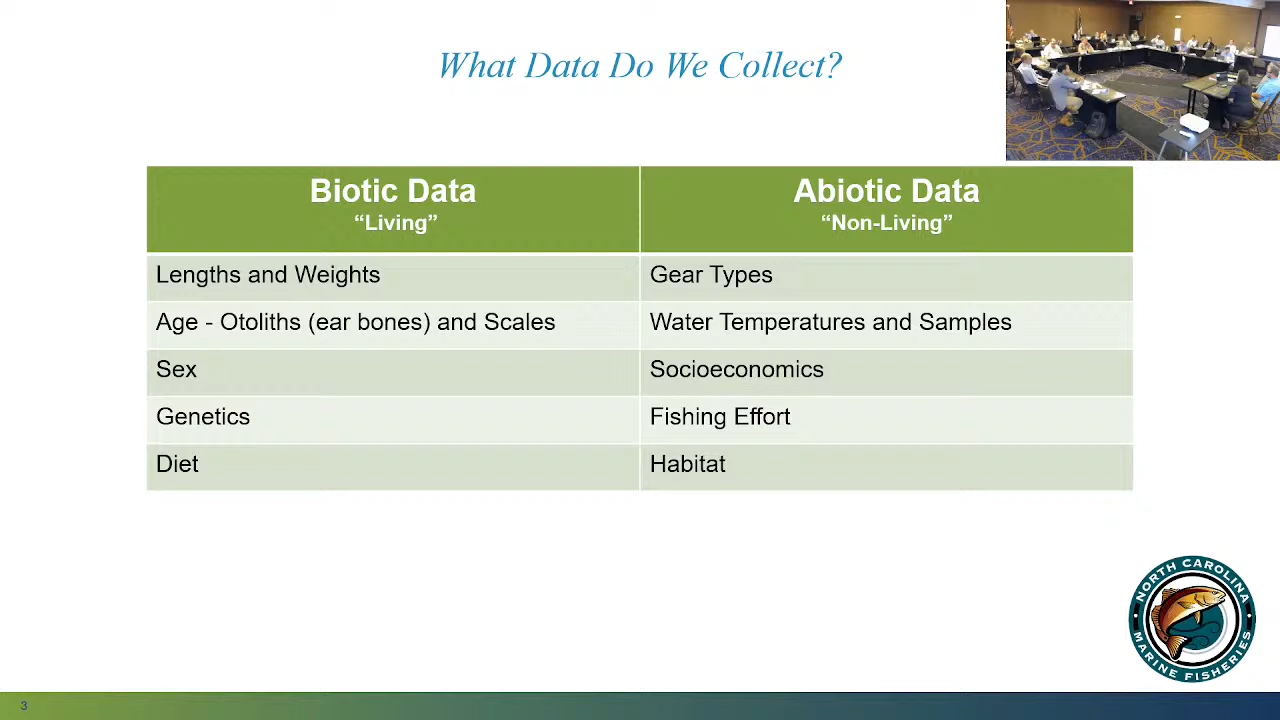 What Data Do We Collect?
Biotic Data
“Living”
Abiotic Data
“Non-Living”
Lengths and Weights
Gear Types
Age - Otoliths (ear bones) and Scales
Water Temperatures and Samples
Sex
Socioeconomics
Genetics
Fishing Effort
Diet
Habitat
NORTH CAROLINA
MARINE FISHERIES
3